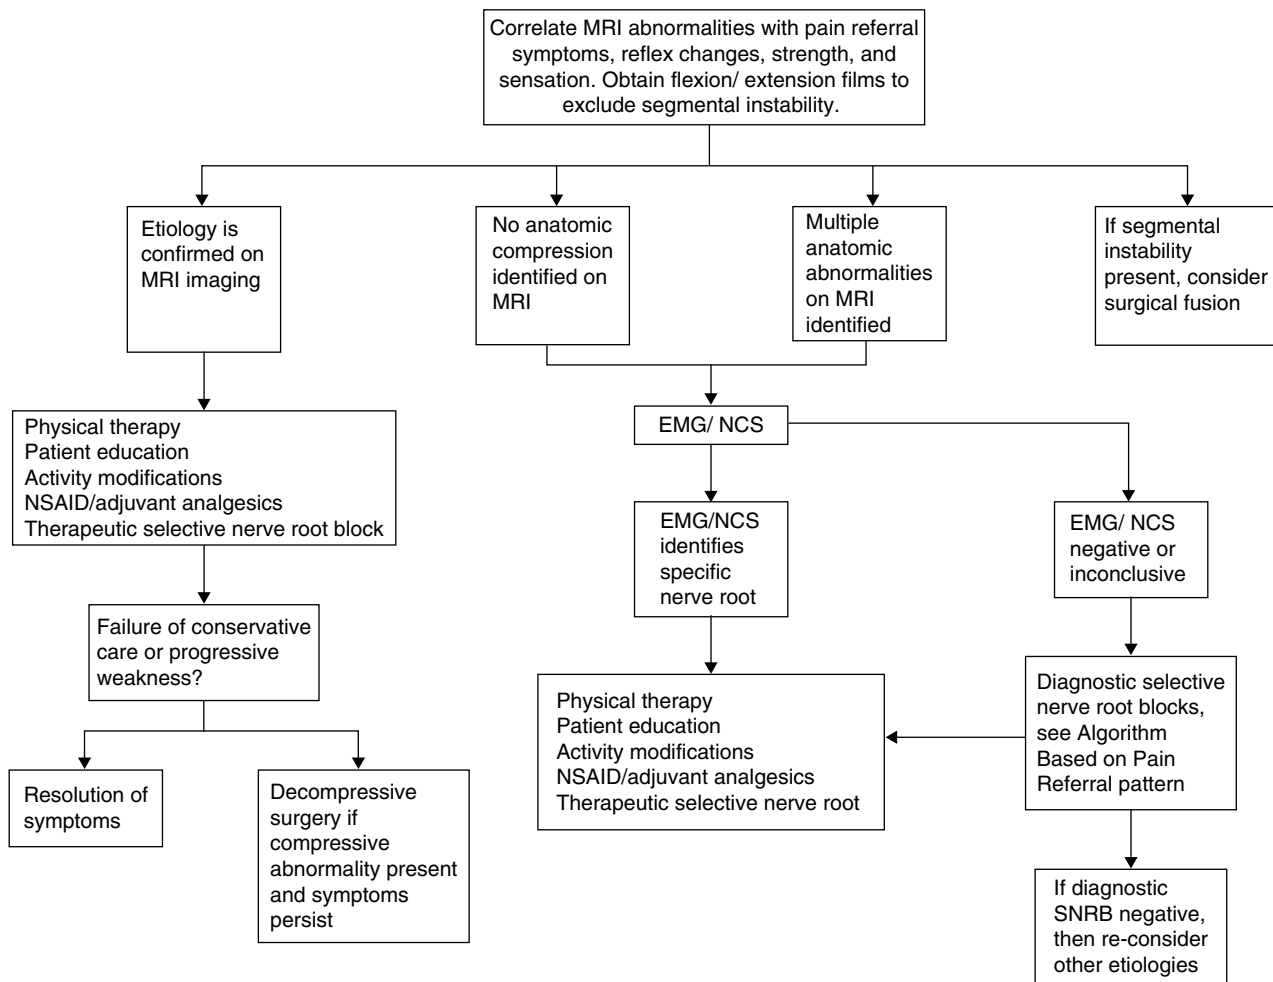 Correlate MRI abnormalities with pain referral
symptoms, reflex changes, strength, and
sensation. Obtain flexion/ extension films to
exclude segmental instability.
Etiology is
confirmed on
MRI imaging
No anatomic
compression
identified on
MRI
Multiple
anatomic
abnormalities
on MRI
identified
If segmental
instability
present, consider
surgical fusion
Physical therapy
Patient education
Activity modifications
NSAID/adjuvant analgesics
Therapeutic selective nerve root block
EMG/ NCS
EMG/NCS
identifies
specific
nerve root
EMG/ NCS
negative or
inconclusive
Failure of conservative
care or progressive
weakness?
Physical therapy
Patient education
Activity modifications
NSAID/adjuvant analgesics
Therapeutic selective nerve root
Diagnostic selective
nerve root blocks,
see Algorithm
Based on Pain
Referral pattern
Resolution of
symptoms
Decompressive
surgery if
compressive
abnormality present
and symptoms
persist
If diagnostic
SNRB negative,
then re-consider
other etiologies